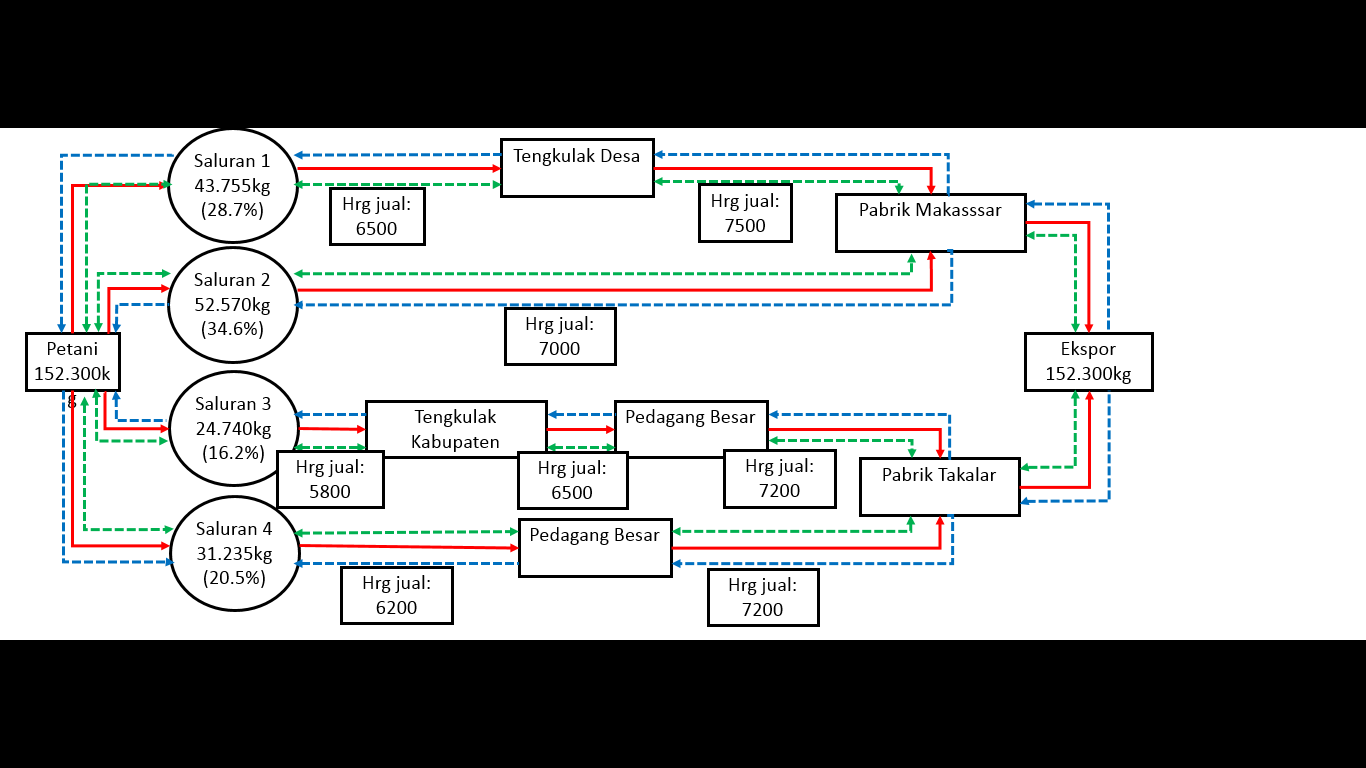 Saluran 1
43.755kg
(28.7%)
Tengkulak Desa
Hrg jual:
6500
Hrg jual:
7500
Pabrik Makasssar
Saluran 2
52.570kg
(34.6%)
Hrg jual:
7000
Petani
152.300k
g
Ekspor
152.300kg
Saluran 3
24.740kg
(16.2%)
Tengkulak
Kabupaten
Pedagang Besar
Hrg jual:
5800
Hrg jual:
6500
Hrg jual:
7200
Pabrik Takalar
Saluran 4
31.235kg
(20.5%)
Pedagang Besar
Hrg jual:
6200
Hrg jual:
7200